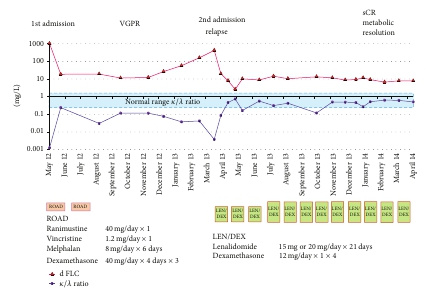 1st admission
VGPR
2nd admission
relapse
sCR
metabolic
resolution
(mg/L)
1000
100
10
1
0.1
0.01
0.001
Normal range κ/λ ratio
May 12
June 12
July 12
August 12
September 12
October 12
November 12
December 12
January 13
February 13
March 13
April 13
May 13
June 13
July 13
August 13
September 13
October 13
November 13
December 13
January 14
February 14
March 14
April 14
ROAD ROAD
LEN/ DEX LEN/ DEX LEN/ DEX LEN/ DEX LEN/ DEX LEN/ DEX LEN/ DEX LEN/ DEX LEN/ DEX LEN/ DEX LEN/ DEX LEN/ DEX
ROAD
Ranimustine 40 mg/day × 1
Vincristine 1.2 mg/day × 1
Melphalan 8 mg/day × 6 days
Dexamethasone 40 mg/day × 4 days × 3
LEN/DEX
Lenalidomide 15 mg or 20 mg/day × 21 days
Dexamethasone 12 mg/day × 1 × 4
d FLC
κ/λ ratio